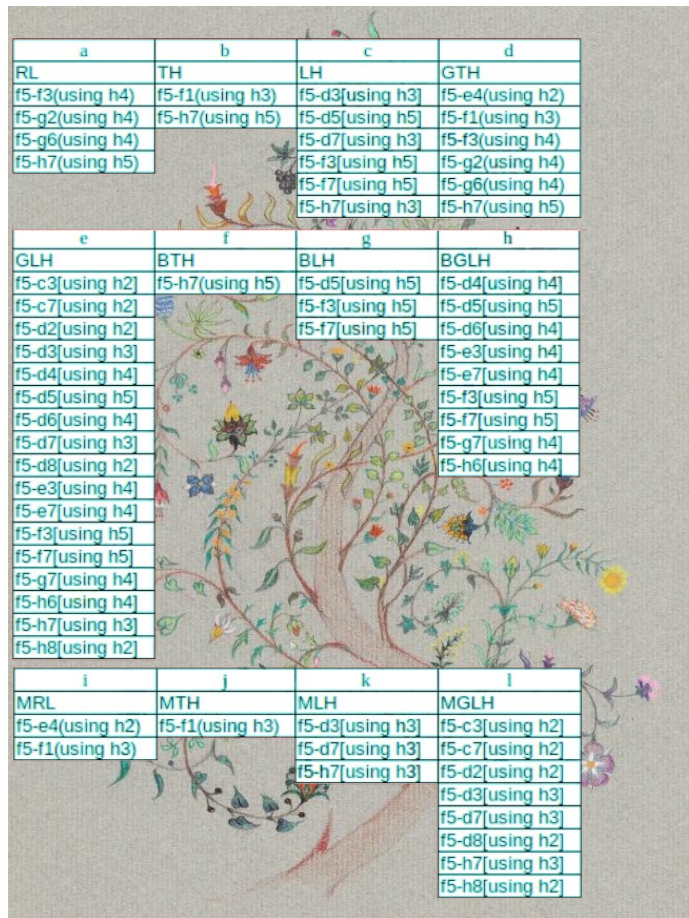 a b c d
RL TH LH GTH
f5-f3(using h4) f5-f1(using h3) f5-d3[using h3] f5-e4(using h2)
f5-g2(using h4) f5-h7(using h5) f5-d5[using h5] f5-f1(using h3)
f5-g6(using h4) f5-d7[using h3] f5-f3(using h4)
f5-h7(using h5) f5-f3[using h5] f5-g2(using h4)
f5-f7[using h5] f5-g6(using h4)
f5-h7[using h3] f5-h7(using h5)
e f g h
GLH BTH BLH BGLH
f5-c3[using h2] f5-h7(using h5) f5-d5[using h5] f5-d4[using h4]
f5-c7[using h2] f5-f3[using h5] f5-d5[using h5]
f5-d2[using h2] f5-f7[using h5] f5-d6[using h4]
f5-d3[using h3] f5-e3[using h4]
f5-d4[using h4] f5-e7[using h4]
f5-d5[using h5] f5-f3[using h5]
f5-d6[using h4] f5-f7[using h5]
f5-d7[using h3] f5-g7[using h4]
f5-d8[using h2] f5-h6[using h4]
f5-e3[using h4]
f5-e7[using h4]
f5-f3[using h5]
f5-f7[using h5]
f5-g7[using h4]
f5-h6[using h4]
f5-h7[using h3]
f5-h8[using h2]
i j k l
MRL MTH MLH MGLH
f5-e4(using h2) f5-f1(using h3) f5-d3[using h3] f5-c3[using h2]
f5-f1(using h3) f5-d7[using h3] f5-c7[using h2]
f5-h7[using h3] f5-d2[using h2]
f5-d3[using h3]
f5-d7[using h3]
f5-d8[using h2]
f5-h7[using h3]
f5-h8[using h2]